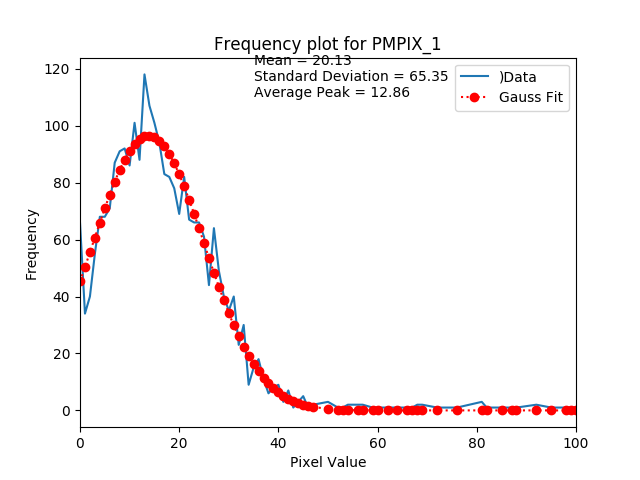 Frequency plot for PMPIX_1
Mean = 20.13
Standard Deviation = 65.35
Average Peak = 12.86
)Data
Gauss Fit
Frequency
120
100
80
60
40
20
0
0 20 40 60 80 100
Pixel Value